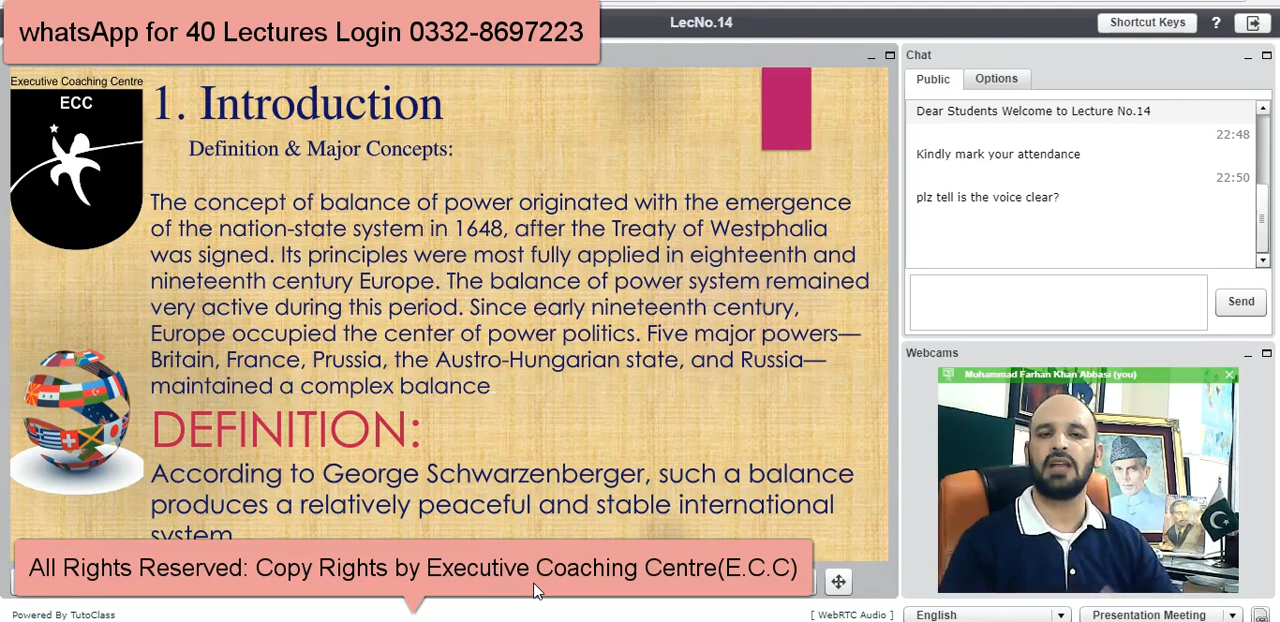 whatsApp for 40 Lectures Login 0332-8697223
LecNo.14
Shortcut Keys
?
Executive Coaching Centre
ECC
1. Introduction
Definition & Major Concepts:
The concept of balance of power originated with the emergence
of the nation-state system in 1648, after the Treaty of Westphalia
was signed. Its principles were most fully applied in eighteenth and
nineteenth century Europe. The balance of power system remained
very active during this period. Since early nineteenth century,
Europe occupied the center of power politics. Five major powers—
Britain, France, Prussia, the Austro-Hungarian state, and Russia—
maintained a complex balance
DEFINITION:
According to George Schwarzenberger, such a balance
produces a relatively peaceful and stable international
system
All Rights Reserved: Copy Rights by Executive Coaching Centre(E.C.C)
Powered By TutoClass
[ WebRTC Audio ]
Chat
Public
Options
Dear Students Welcome to Lecture No.14
22:48
Kindly mark your attendance
22:50
plz tell is the voice clear?
Send
Webcams
Muhammad Farhan Khan Abbasi (you)
English
Presentation Meeting